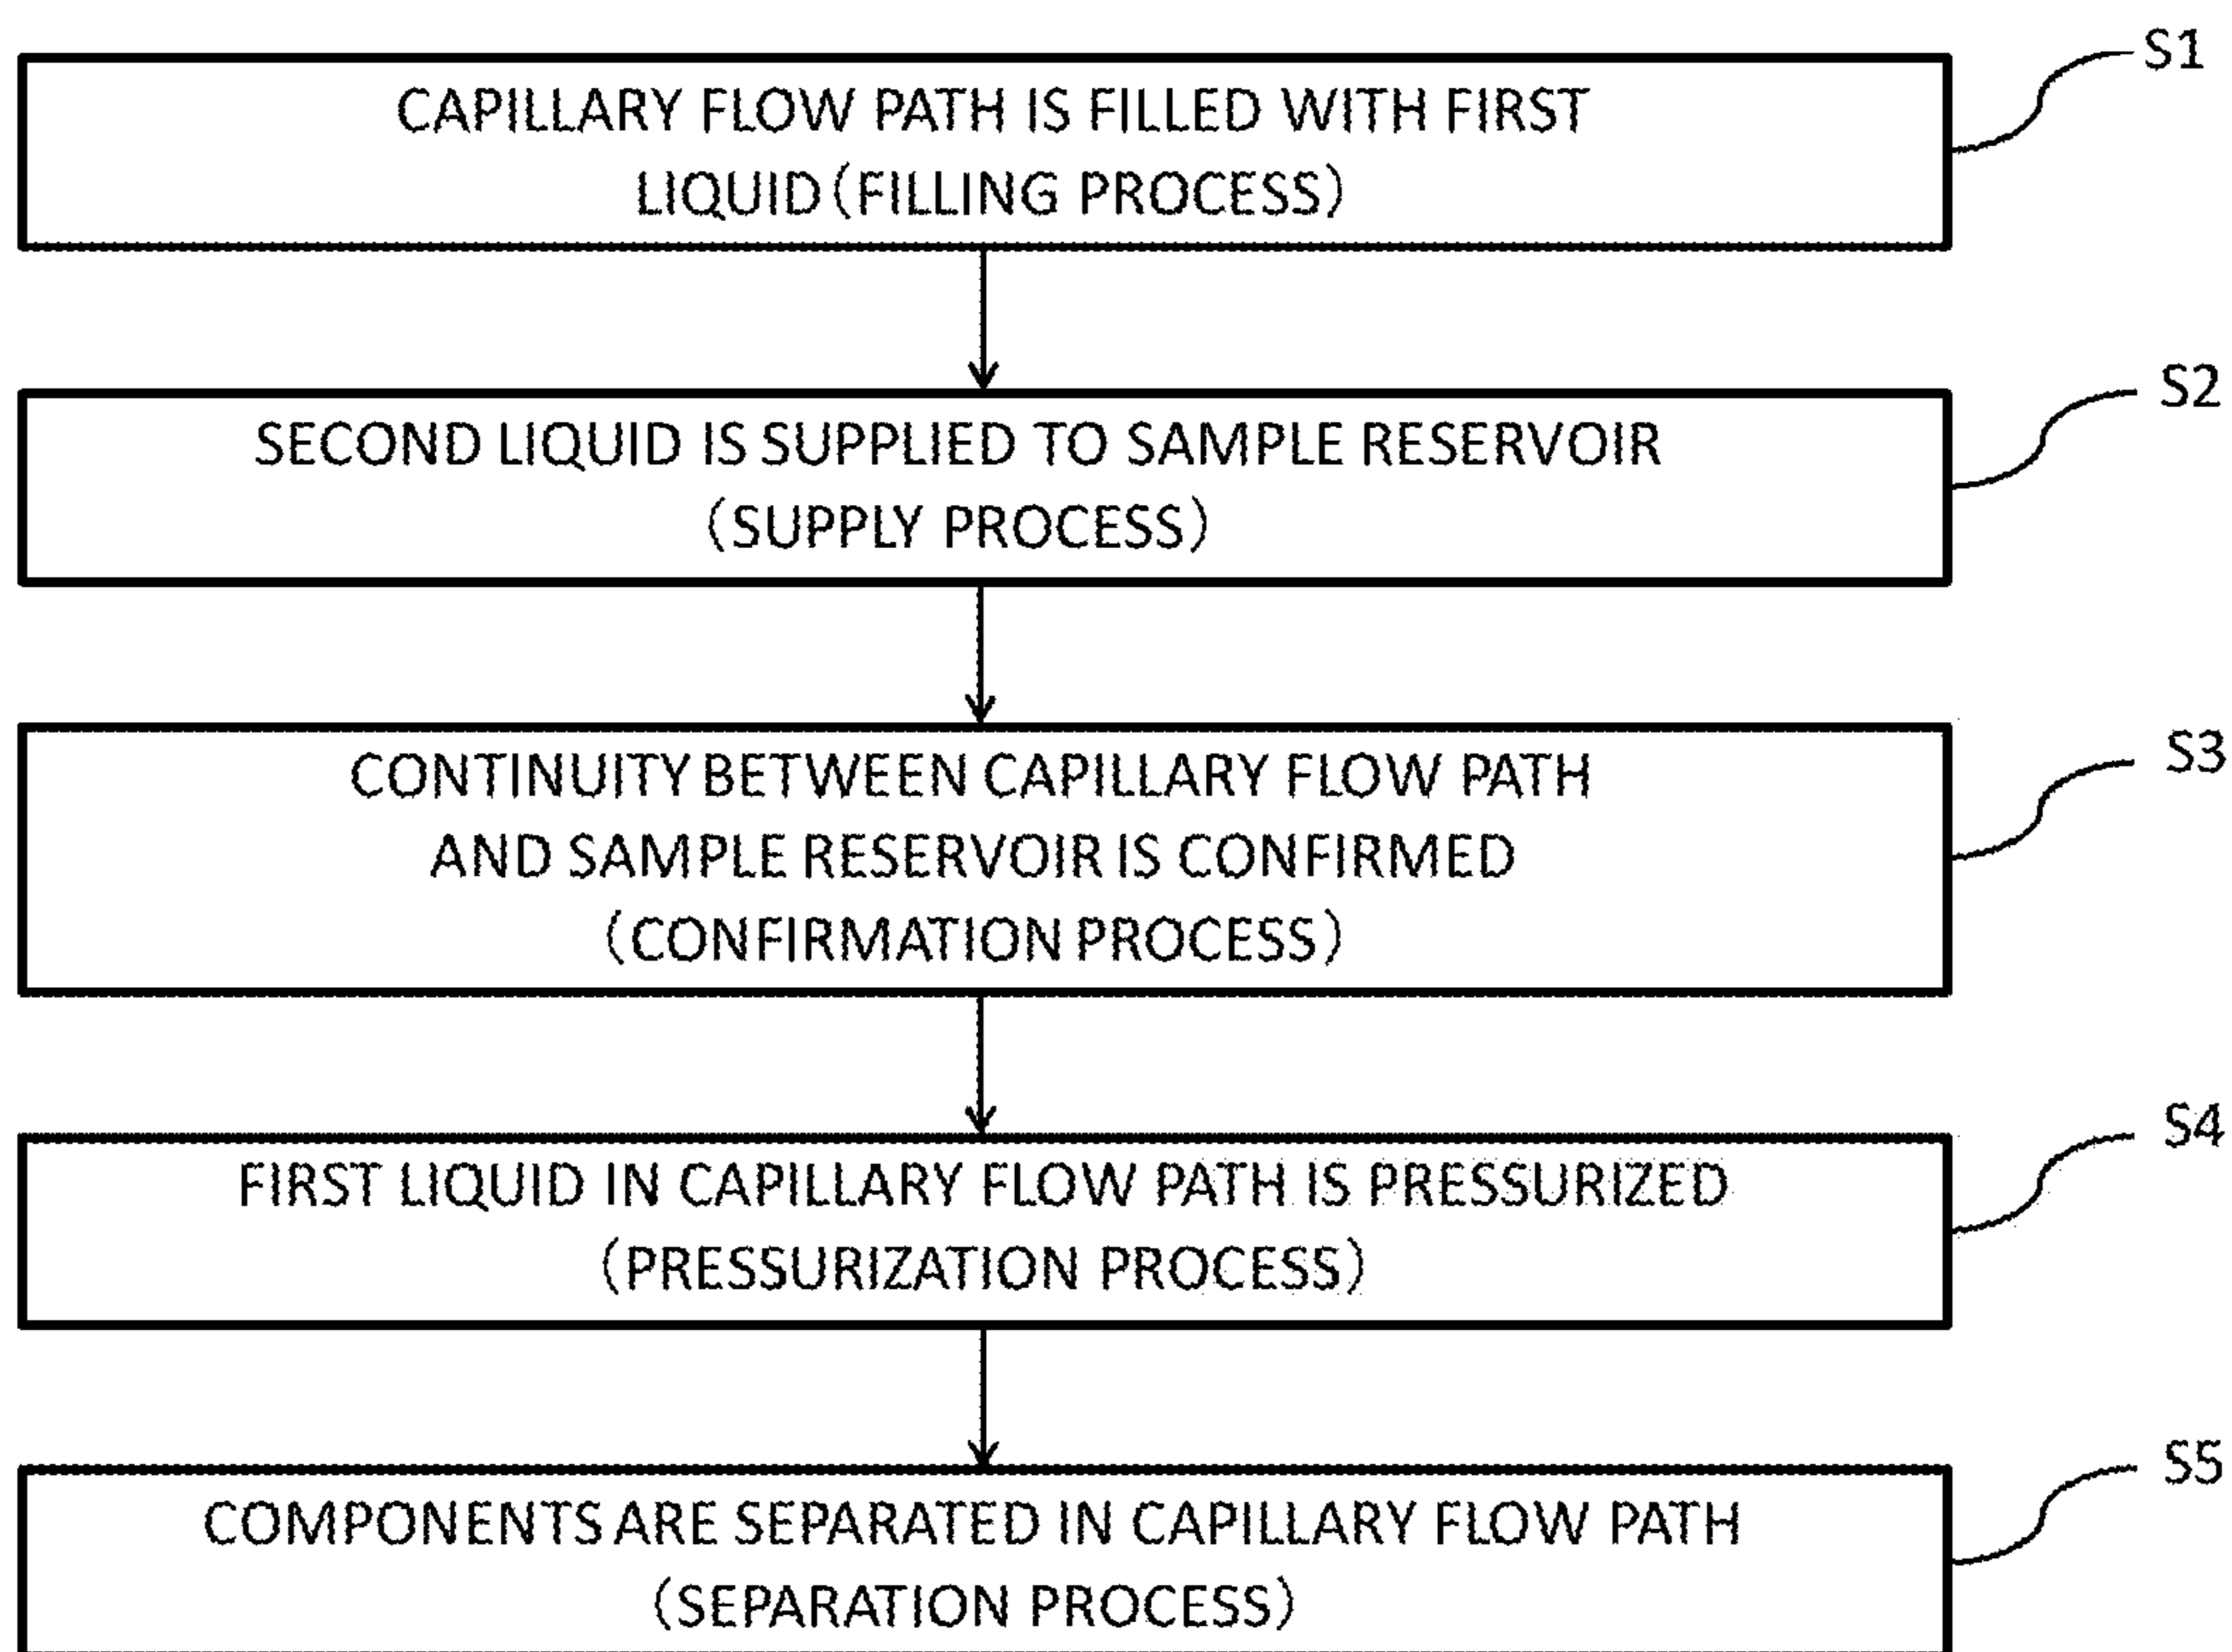 S1
CAPILLARY FLOW PATH IS FILLED WITH FIRST
LIQUID (FILLING PROCESS)
S2
SECOND LIQUID IS SUPPLIED TO SAMPLE RESERVOIR
(SUPPLY PROCESS)
S3
CONTINUITY BETWEEN CAPILLARY FLOW PATH
AND SAMPLE RESERVOIR IS CONFIRMED
(CONFIRMATION PROCESS)
S4
FIRST LIQUID IN CAPILLARY FLOW PATH IS PRESSURIZED
(PRESSURIZATION PROCESS)
S5
COMPONENTS ARE SEPARATED IN CAPILLARY FLOW PATH
(SEPARATION PROCESS)